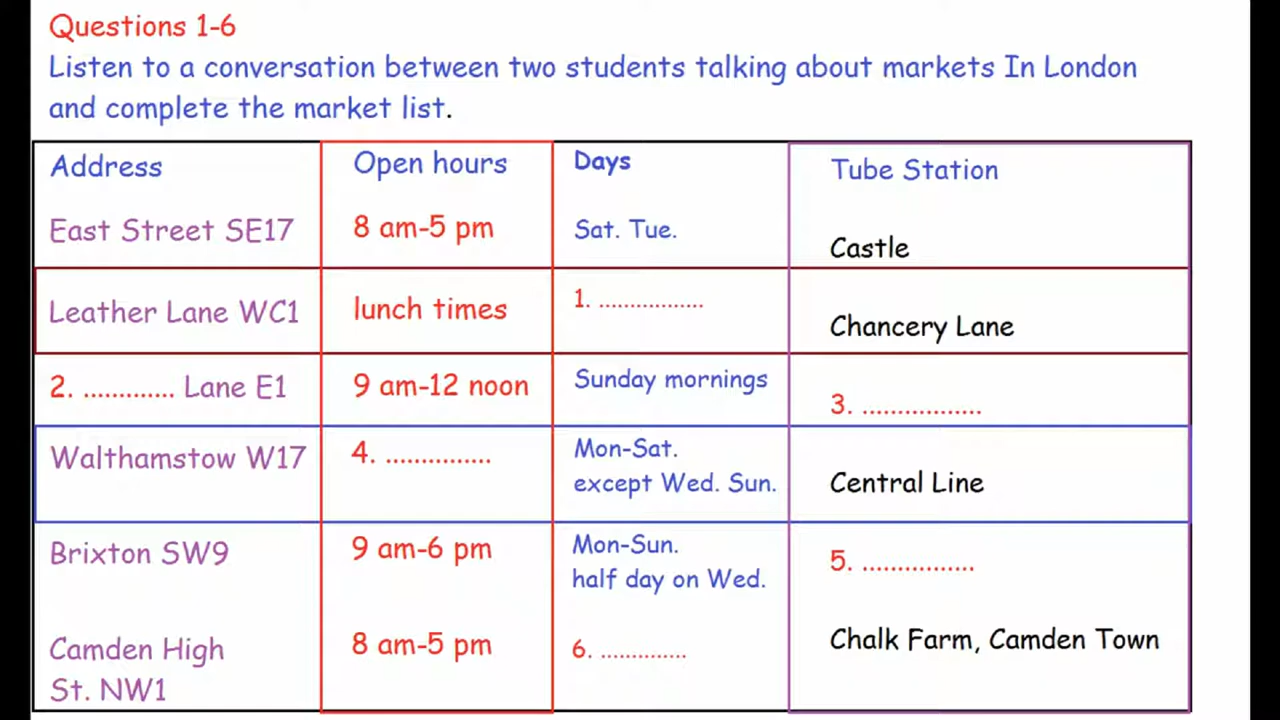 Questions 1-6
Listen to a conversation between two students talking about markets In London
and complete the market list.
Address Open hours Days Tube Station
East Street SE17 8 am-5 pm Sat. Tue. Castle
Leather Lane WC1 lunch times 1. ................. Chancery Lane
2. ............. Lane E1 9 am-12 noon Sunday mornings 3. .................
Walthamstow W17 4. ............... Mon-Sat.
except Wed. Sun. Central Line
Brixton SW9 9 am-6 pm Mon-Sun.
half day on Wed. 5. ................
Camden High 8 am-5 pm 6. ............. Chalk Farm, Camden Town
St. NW1